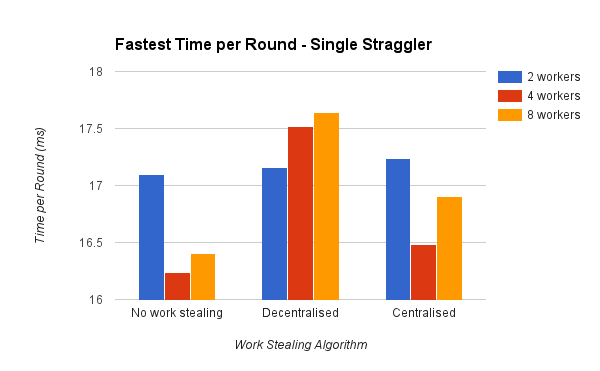 Fastest Time per Round - Single Straggler
18
17.5
17
16.5
16
Time per Round (ms)
No work stealing
Decentralised
Centralised
Work Stealing Algorithm
2 workers
4 workers
8 workers